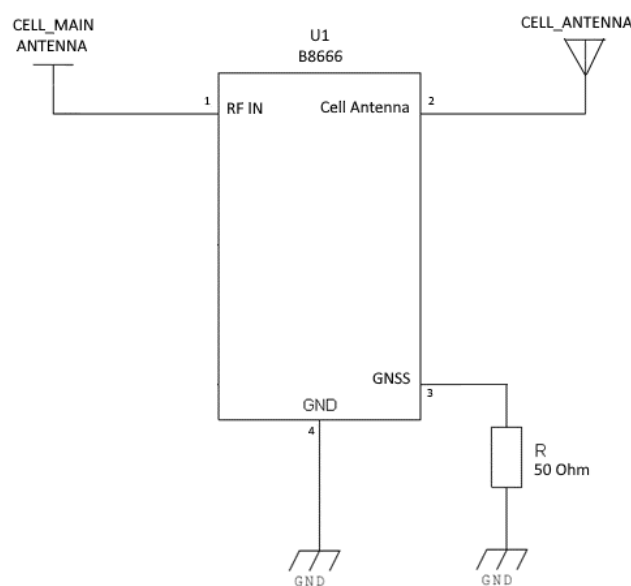 CELL_MAIN
ANTENNA
U1
B8666
CELL_ANTENNA
1
RF IN
Cell Antenna
2
GNSS
3
GND
4
R
50 Ohm
GND
GND